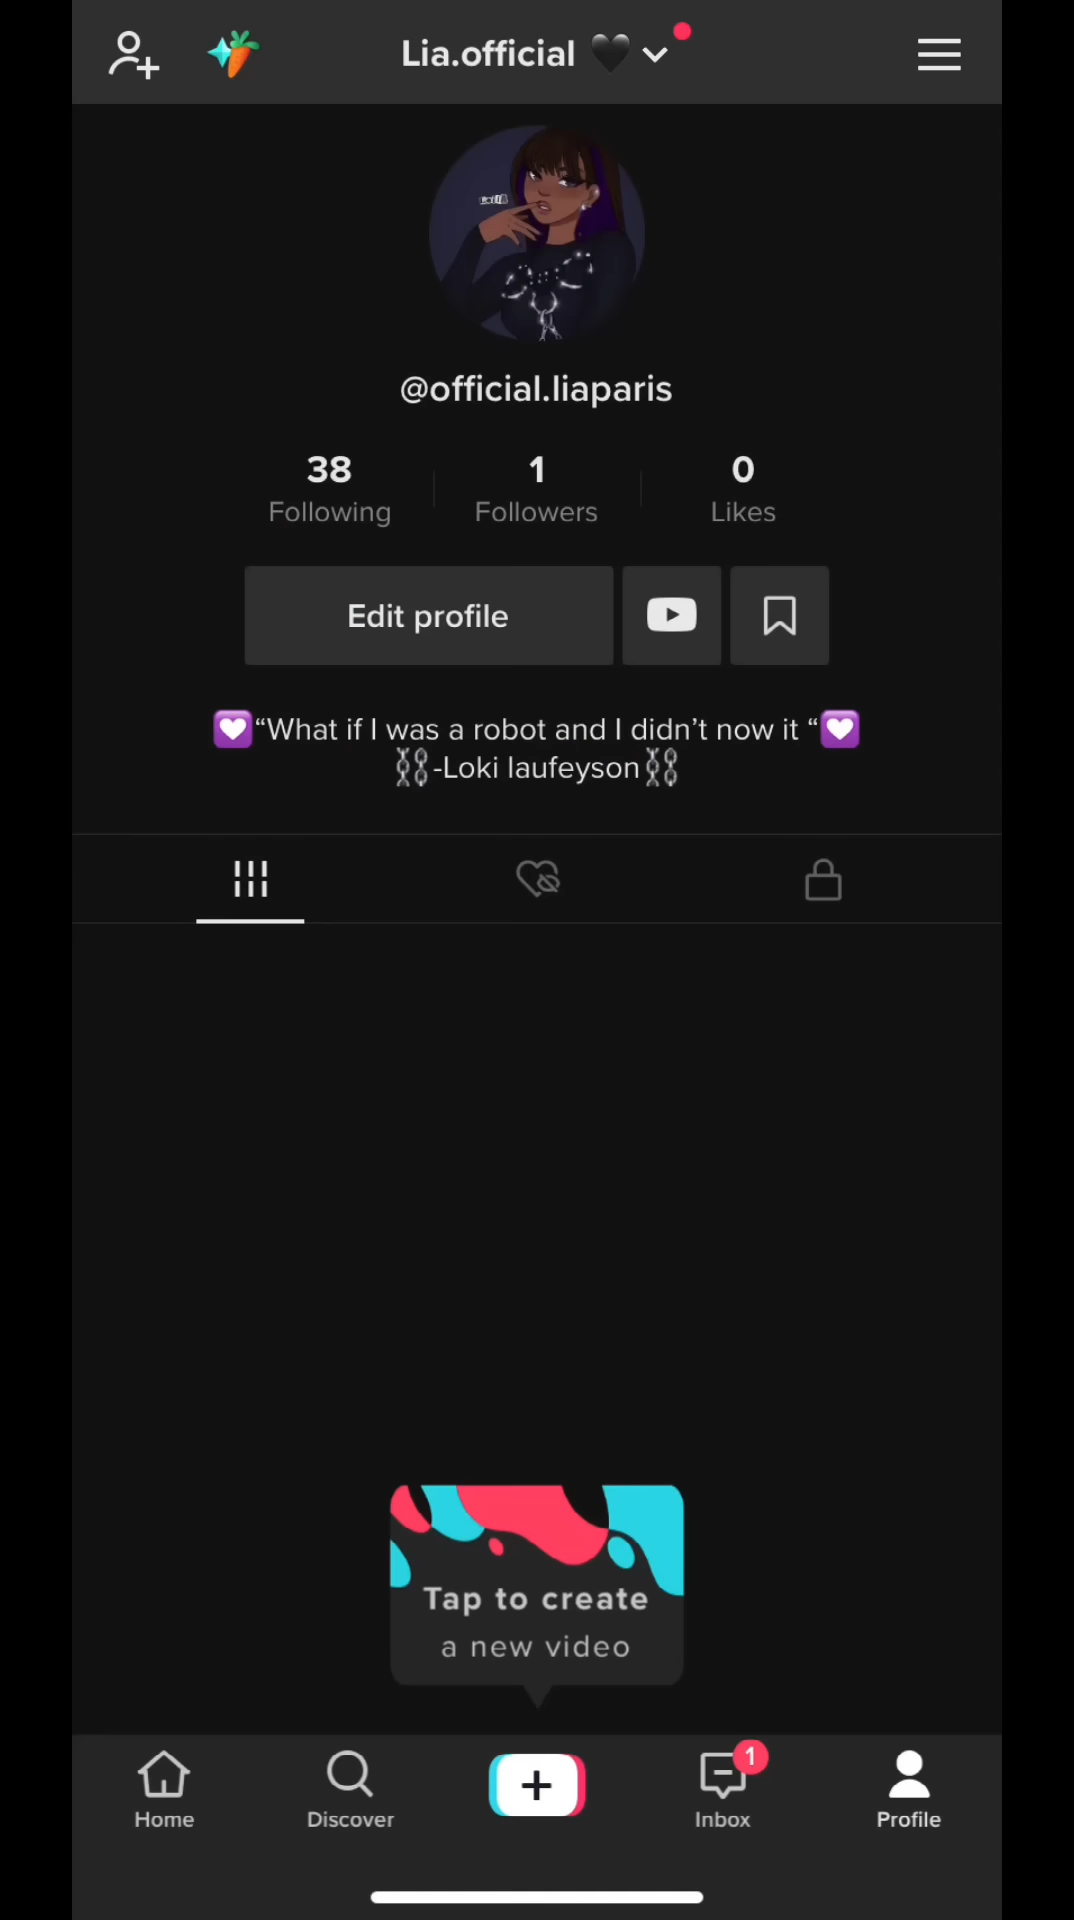 Lia.official 🖤
@official.liaparis
38 1 0
Following Followers Likes
Edit profile
💜“What if I was a robot and I didn’t now it “💜
⛓⛓-Loki laufeyson⛓⛓
Tap to create
a new video
1
Home Discover Inbox Profile